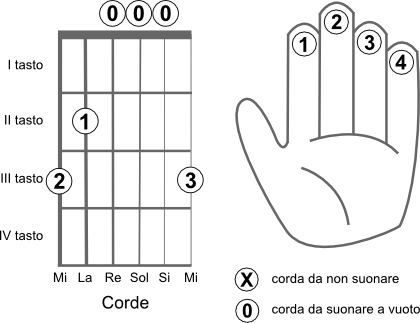 0 0 0
I tasto
II tasto
1
III tasto
2 3
IV tasto
Mi La Re Sol Si Mi
Corde
1 2 3 4
X corda da non suonare
0 corda da suonare a vuoto